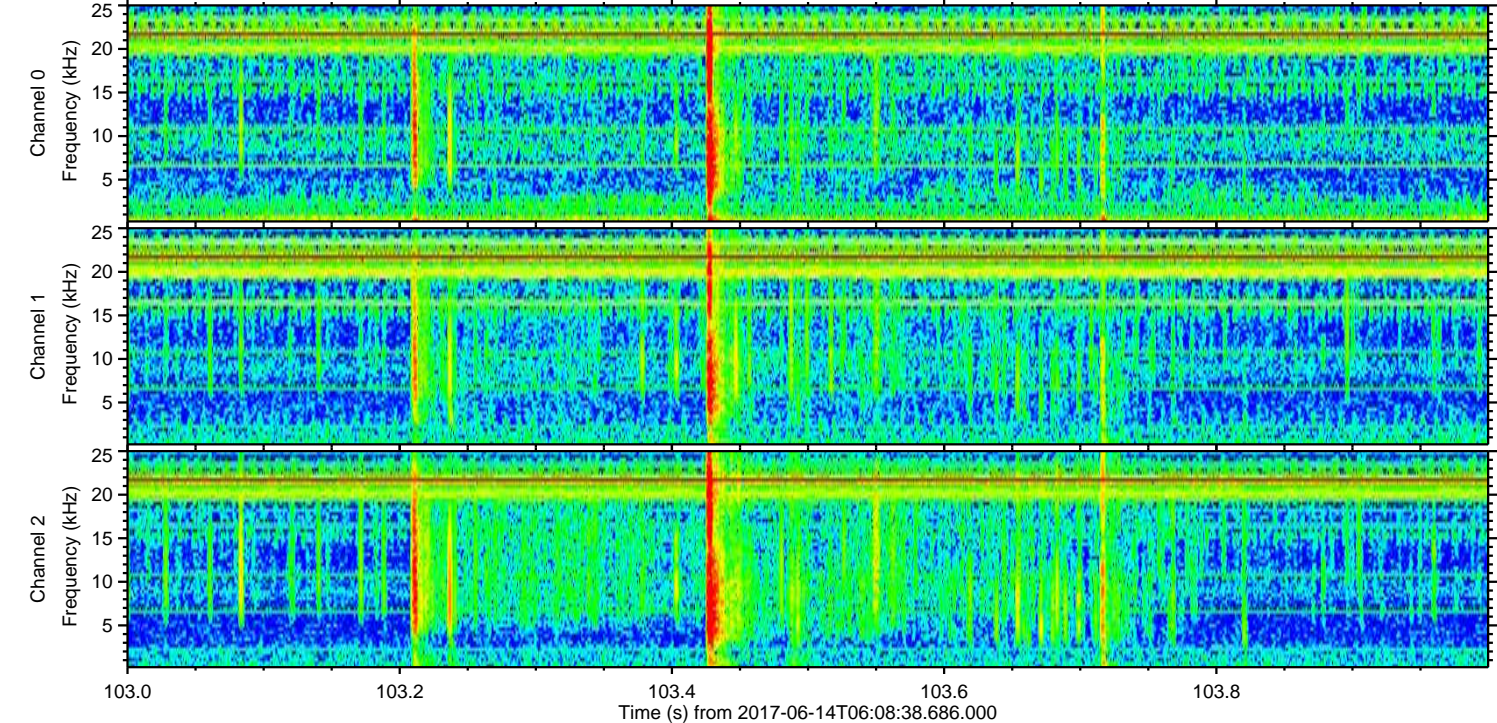 Channel 0
Frequency (kHz)
25
20
15
10
5
Channel 1
Frequency (kHz)
25
20
15
10
5
Channel 2
Frequency (kHz)
25
20
15
10
5
103.0 103.2 103.4 103.6 103.8
Time (s) from 2017-06-14T06:08:38.686.000